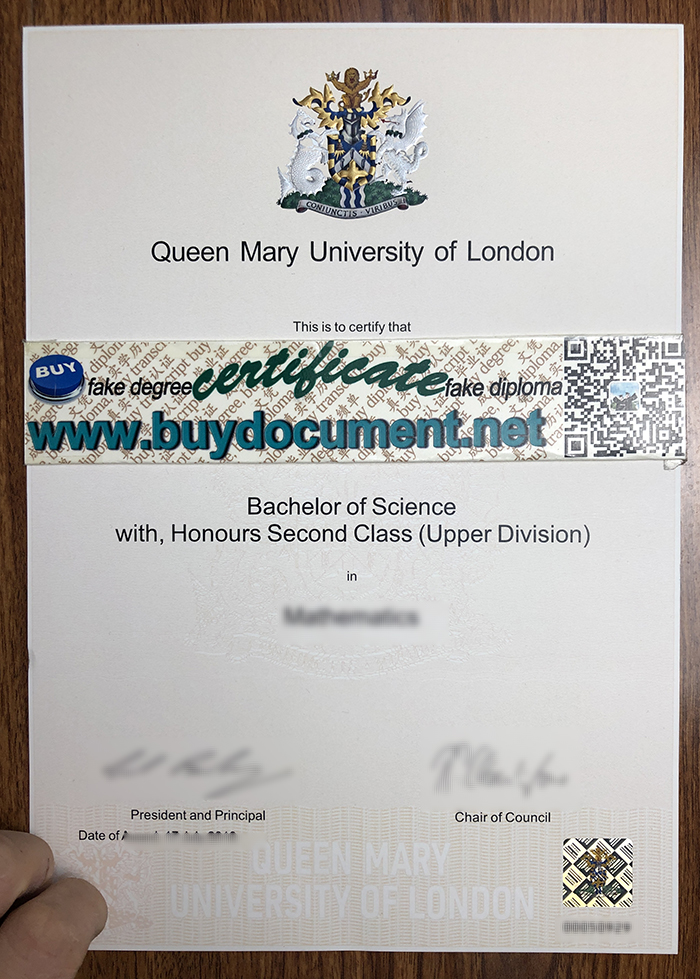 CONJUNCTIS · VIRIBUS
Queen Mary University of London
This is to certify that
BUY
fake degree certificate fake diploma
www.buydocument.net
Bachelor of Science
with, Honours Second Class (Upper Division)
in
Mathematics
President and Principal
Chair of Council
Date of
QUEEN MARY
UNIVERSITY OF LONDON